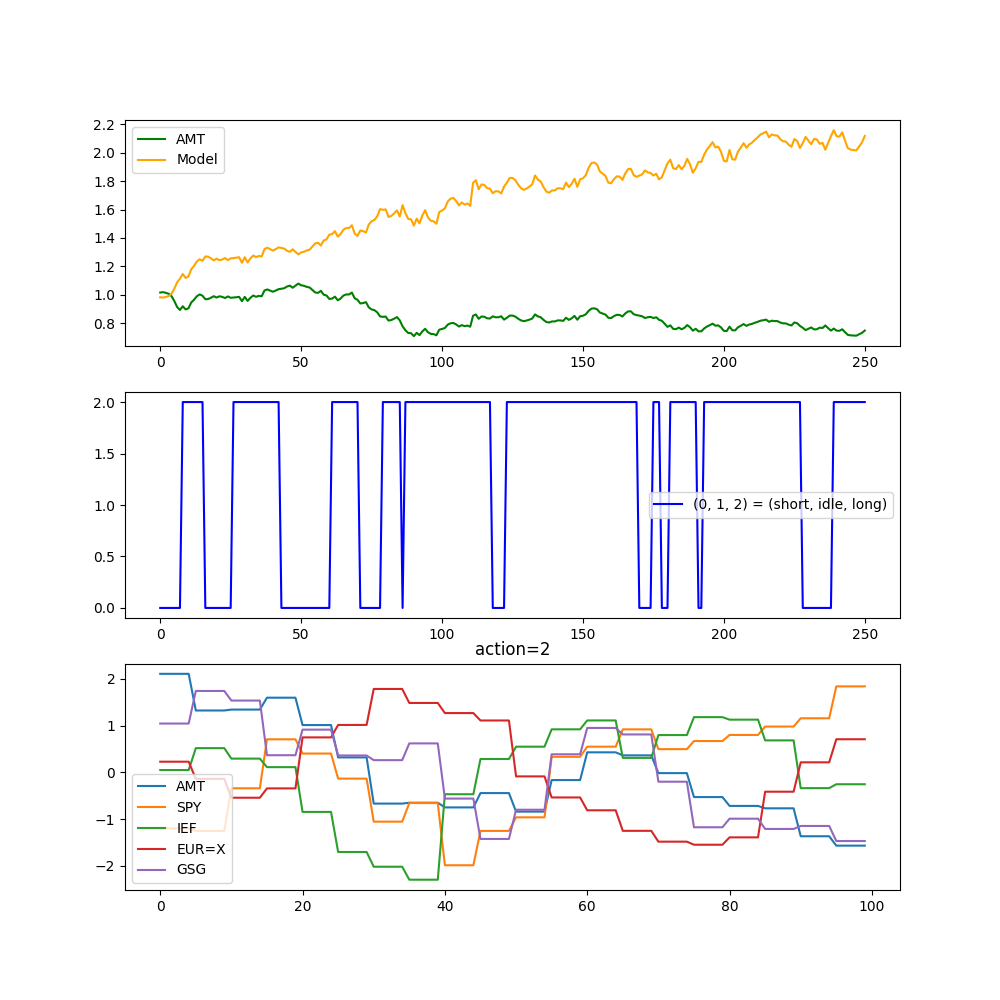 2.2
2.0
1.8
1.6
1.4
1.2
1.0
0.8
AMT
Model
0 50 100 150 200 250
2.0
1.5
1.0
0.5
0.0
(0, 1, 2) = (short, idle, long)
0 50 100 150 200 250
action=2
2
1
0
−1
−2
AMT
SPY
IEF
EUR=X
GSG
0 20 40 60 80 100